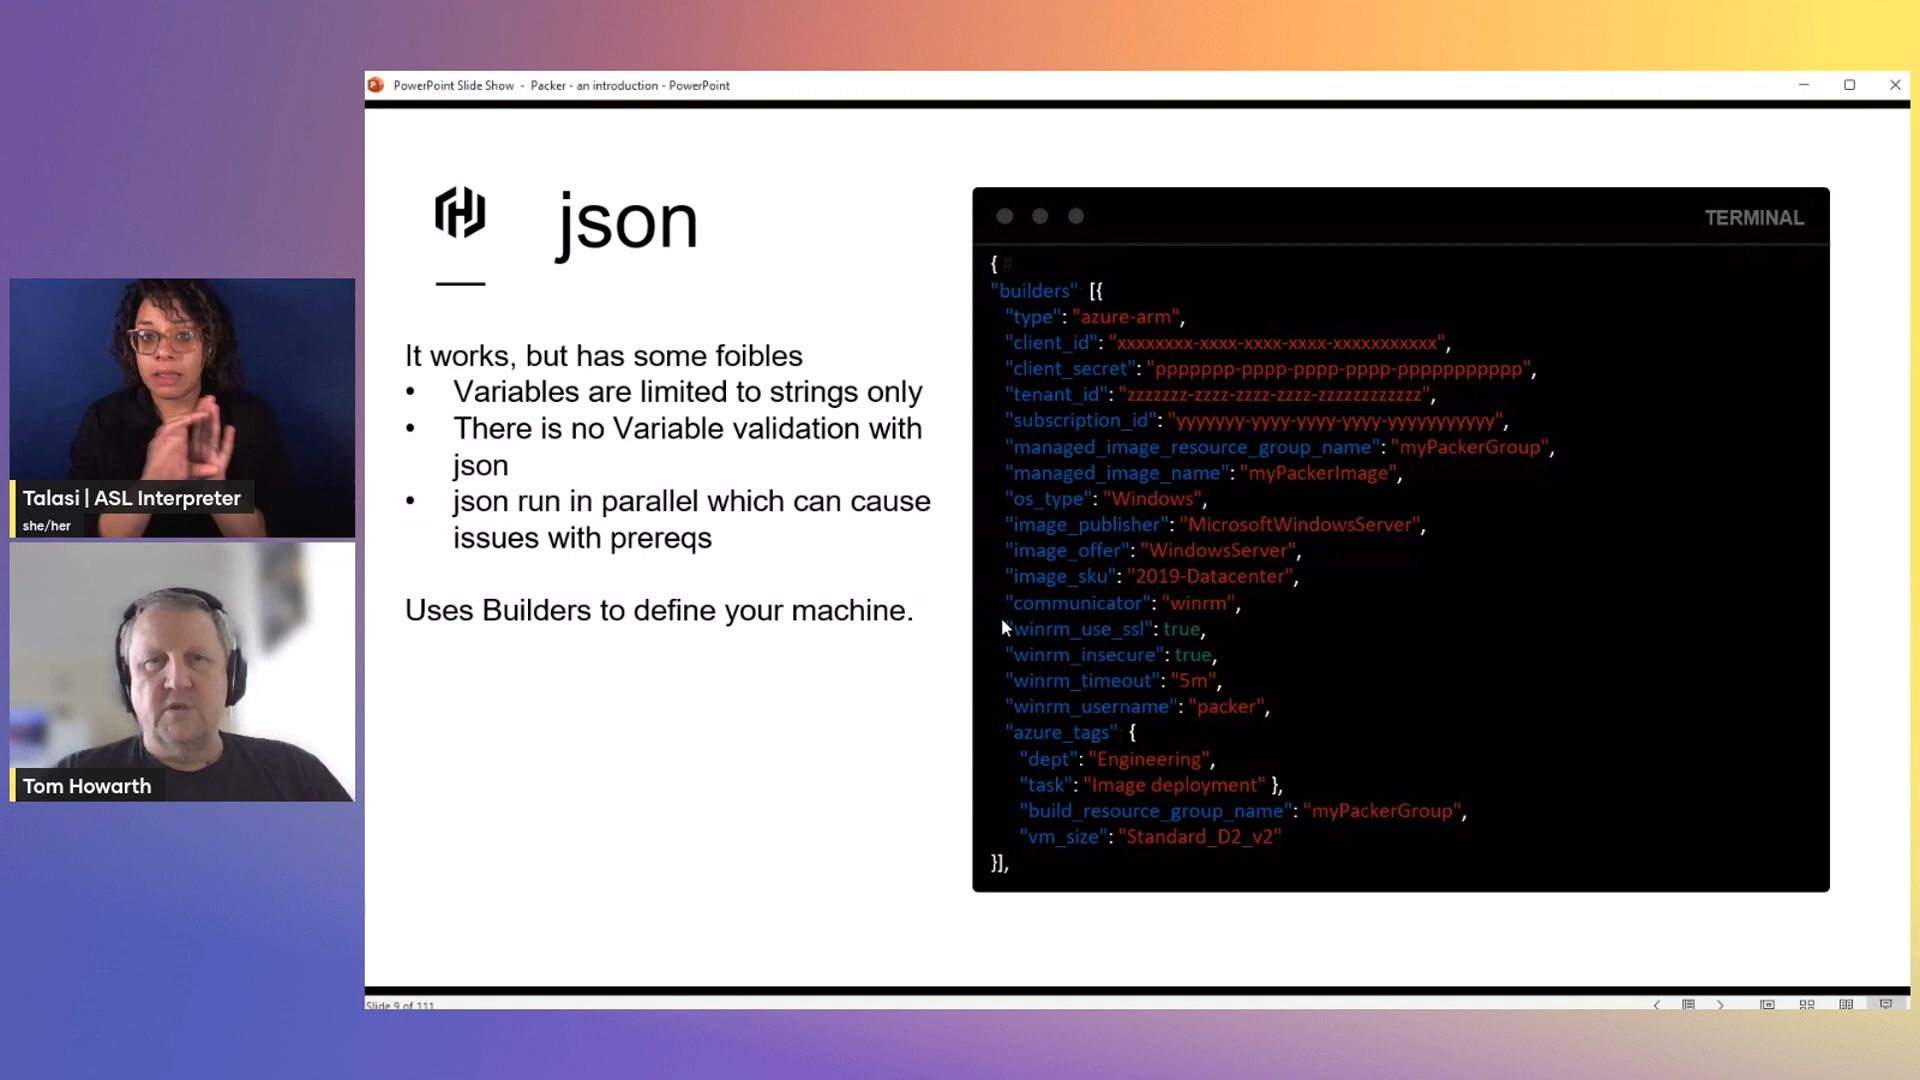 PowerPoint Slide Show - Packer - an introduction - PowerPoint
json
It works, but has some foibles
• Variables are limited to strings only
• There is no Variable validation with
json
• json run in parallel which can cause
issues with prereqs
Uses Builders to define your machine.
TERMINAL
{ #
"builders": [{
"type": "azure-arm",
"client_id": "xxxxxxxx-xxxx-xxxx-xxxx-xxxxxxxxxxx",
"client_secret": "ppppppp-pppp-pppp-pppp-ppppppppppp",
"tenant_id": "zzzzzzz-zzzz-zzzz-zzzz-zzzzzzzzzzzz",
"subscription_id": "yyyyyyy-yyyy-yyyy-yyyy-yyyyyyyyyyy",
"managed_image_resource_group_name": "myPackerGroup",
"managed_image_name": "myPackerImage",
"os_type": "Windows",
"image_publisher": "MicrosoftWindowsServer",
"image_offer": "WindowsServer",
"image_sku": "2019-Datacenter",
"communicator": "winrm",
"winrm_use_ssl": true,
"winrm_insecure": true,
"winrm_timeout": "5m",
"winrm_username": "packer",
"azure_tags": {
"dept": "Engineering",
"task": "Image deployment" },
"build_resource_group_name": "myPackerGroup",
"vm_size": "Standard_D2_v2"
}],
Talasi | ASL Interpreter
she/her
Tom Howarth
Slide 9 of 111